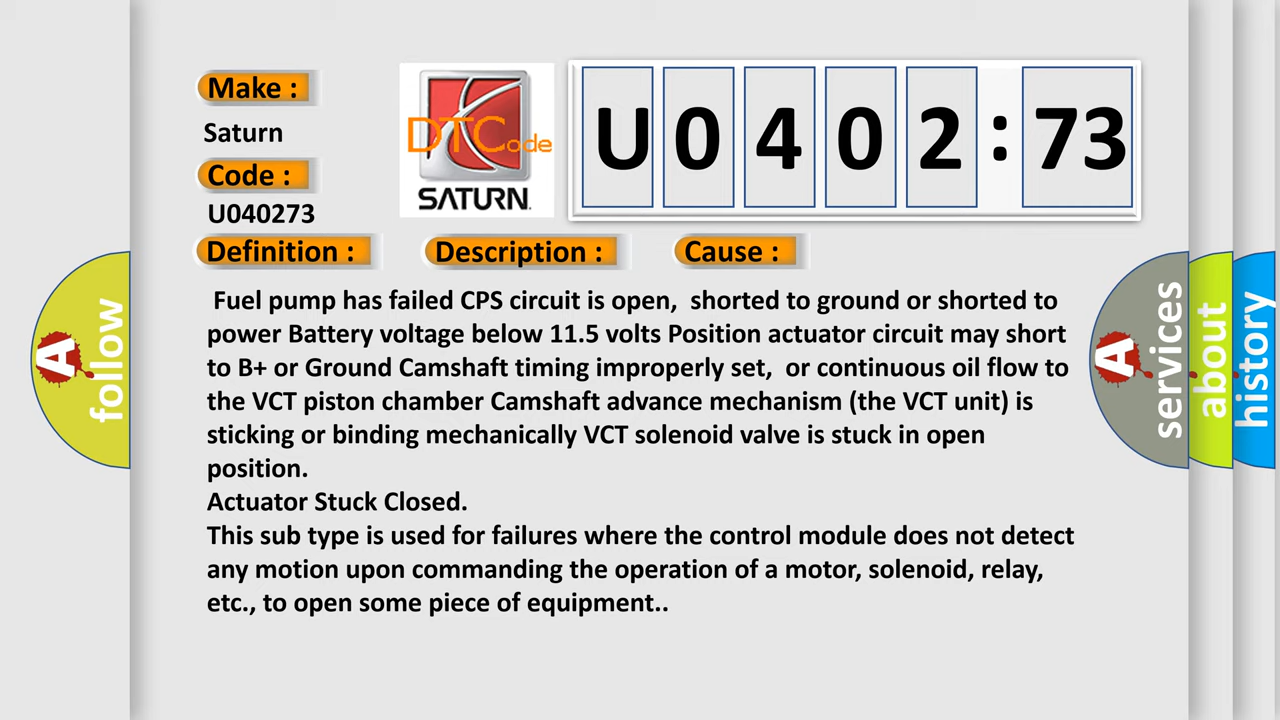 Make :
Saturn
Code :
U040273
DTCode
SATURN
U0402:73
Definition :
Description :
Cause :
Fuel pump has failed CPS circuit is open,  shorted to ground or shorted to
power Battery voltage below 11.5 volts Position actuator circuit may short
to B+ or Ground Camshaft timing improperly set,  or continuous oil flow to
the VCT piston chamber Camshaft advance mechanism (the VCT unit) is
sticking or binding mechanically VCT solenoid valve is stuck in open
position.
Actuator Stuck Closed.
This sub type is used for failures where the control module does not detect
any motion upon commanding the operation of a motor, solenoid, relay,
etc., to open some piece of equipment..
A
follow
A
services
about
history